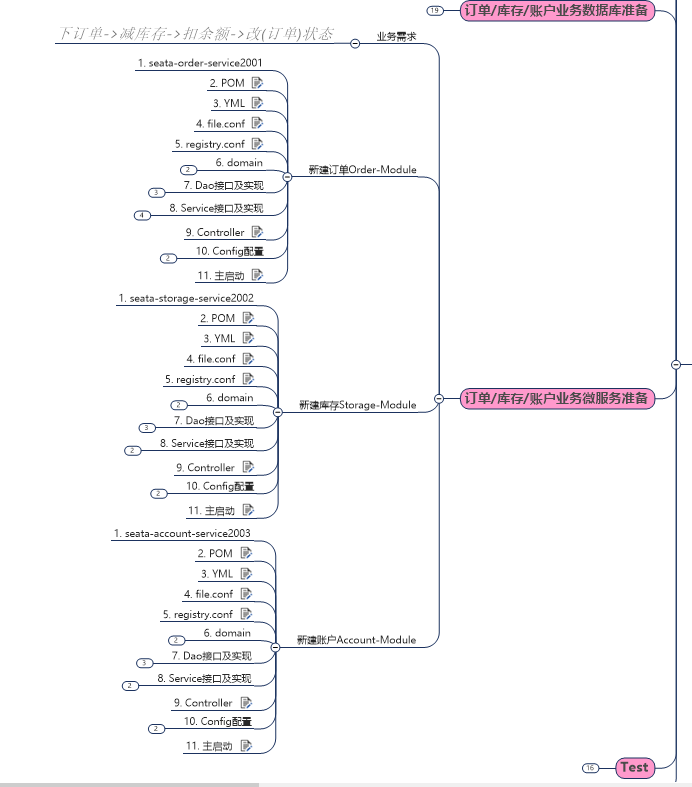 19
订单/库存/账户业务数据库准备
下订单->减库存->扣余额->改(订单)状态
业务需求
1. seata-order-service2001
2. POM
3. YML
4. file.conf
5. registry.conf
6. domain
2
7. Dao接口及实现
3
8. Service接口及实现
4
9. Controller
10. Config配置
2
11. 主启动
新建订单Order-Module
1. seata-storage-service2002
2. POM
3. YML
4. file.conf
5. registry.conf
6. domain
2
7. Dao接口及实现
3
8. Service接口及实现
2
9. Controller
10. Config配置
2
11. 主启动
新建库存Storage-Module
订单/库存/账户业务微服务准备
1. seata-account-service2003
2. POM
3. YML
4. file.conf
5. registry.conf
6. domain
2
7. Dao接口及实现
3
8. Service接口及实现
2
9. Controller
10. Config配置
2
11. 主启动
新建账户Account-Module
16
Test